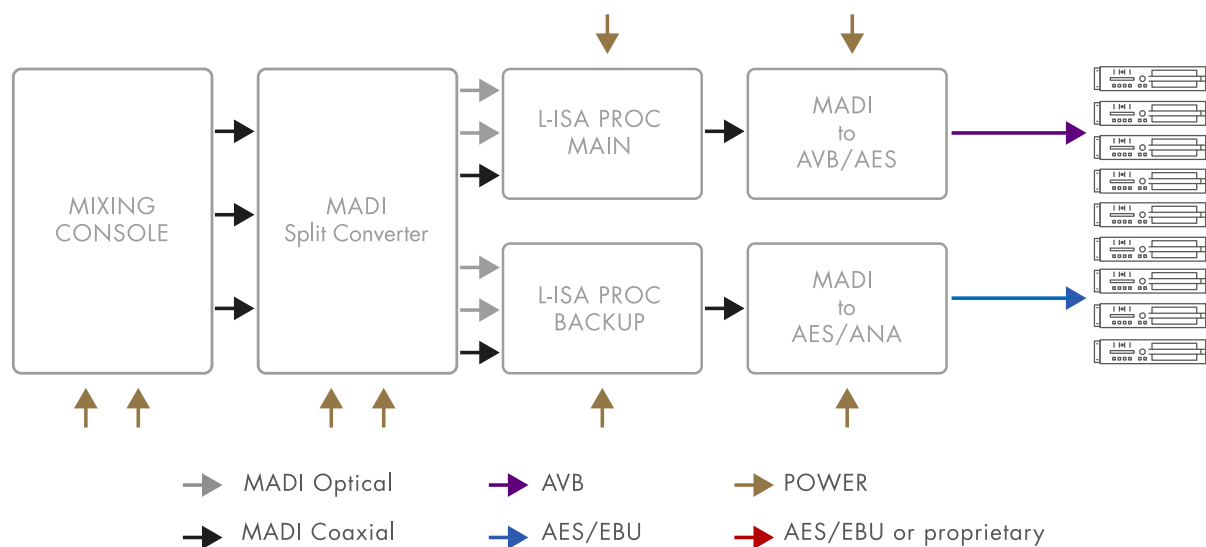 MIXING
CONSOLE
MADI
Split Converter
L-ISA PROC
MAIN
MADI
to
AVB/AES
L-ISA PROC
BACKUP
MADI
to
AES/ANA
MADI Optical
AVB
POWER
MADI Coaxial
AES/EBU
AES/EBU or proprietary